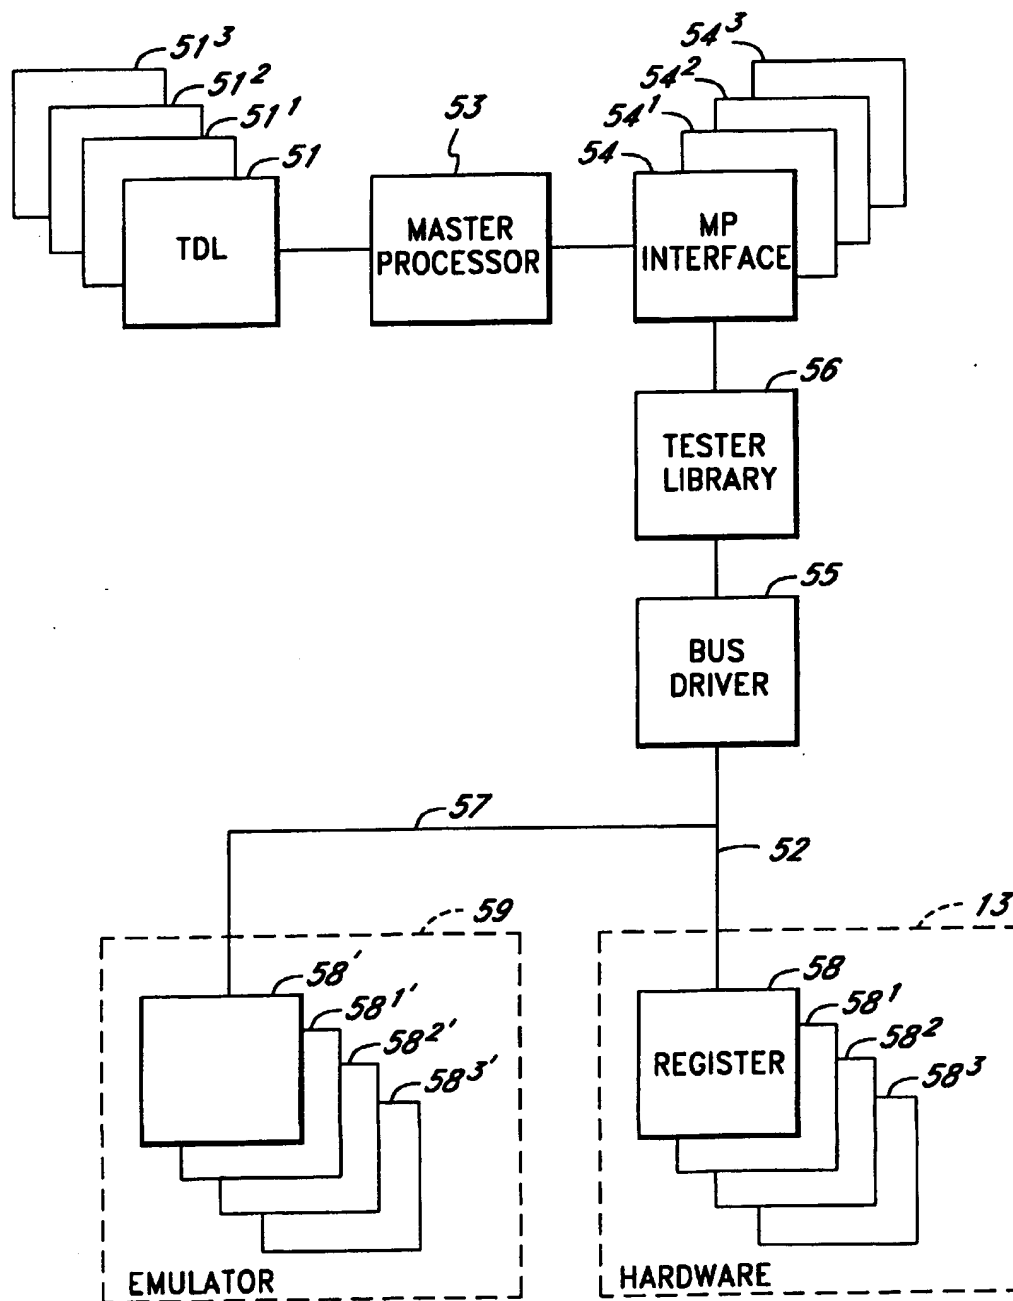 51³
51²
51¹
51
TDL
53
MASTER
PROCESSOR
54³
54²
54¹
54
MP
INTERFACE
56
TESTER
LIBRARY
55
BUS
DRIVER
57
52
59
58'
58¹'
58²'
58³'
EMULATOR
13
58
58¹
58²
58³
REGISTER
HARDWARE